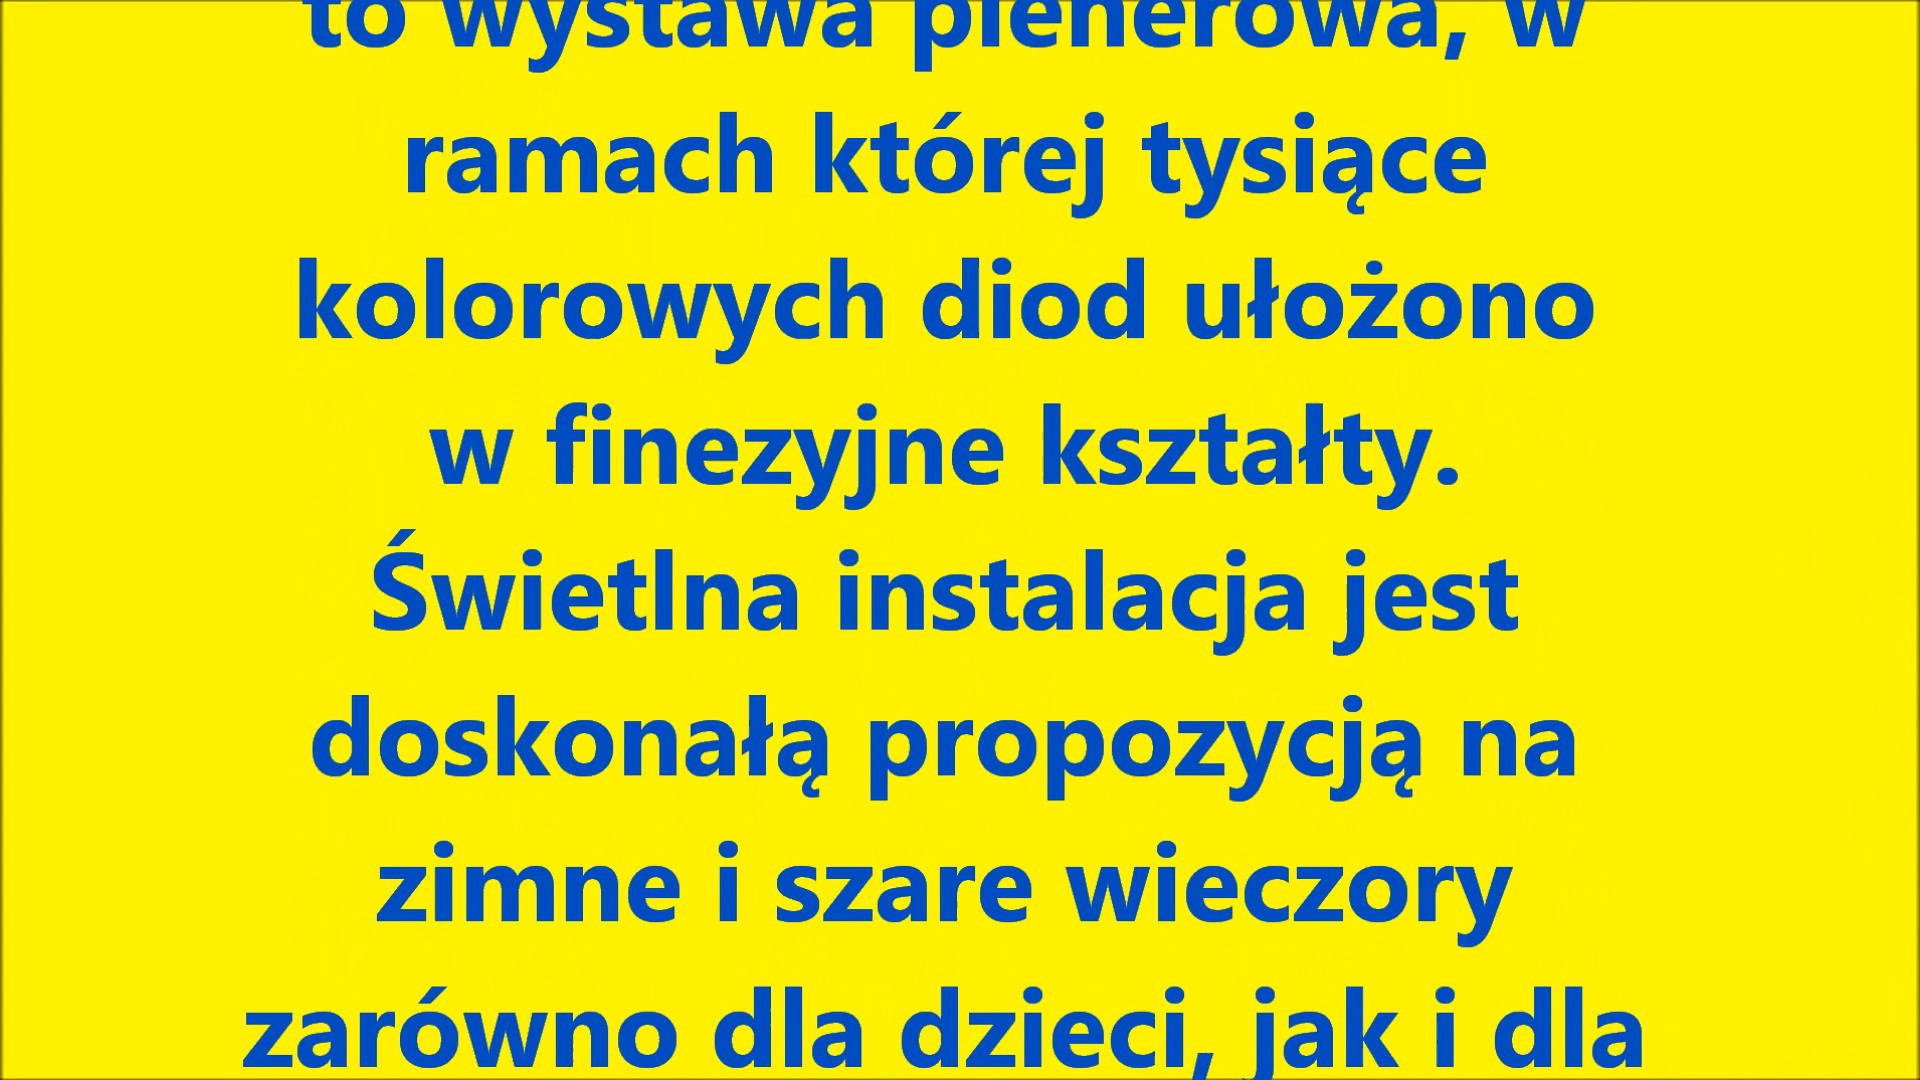 to wystawa plenerowa, w
ramach której tysiące
kolorowych diod ułożono
w finezyjne kształty.
Świetlna instalacja jest
doskonałą propozycją na
zimne i szare wieczory
zarówno dla dzieci, jak i dla